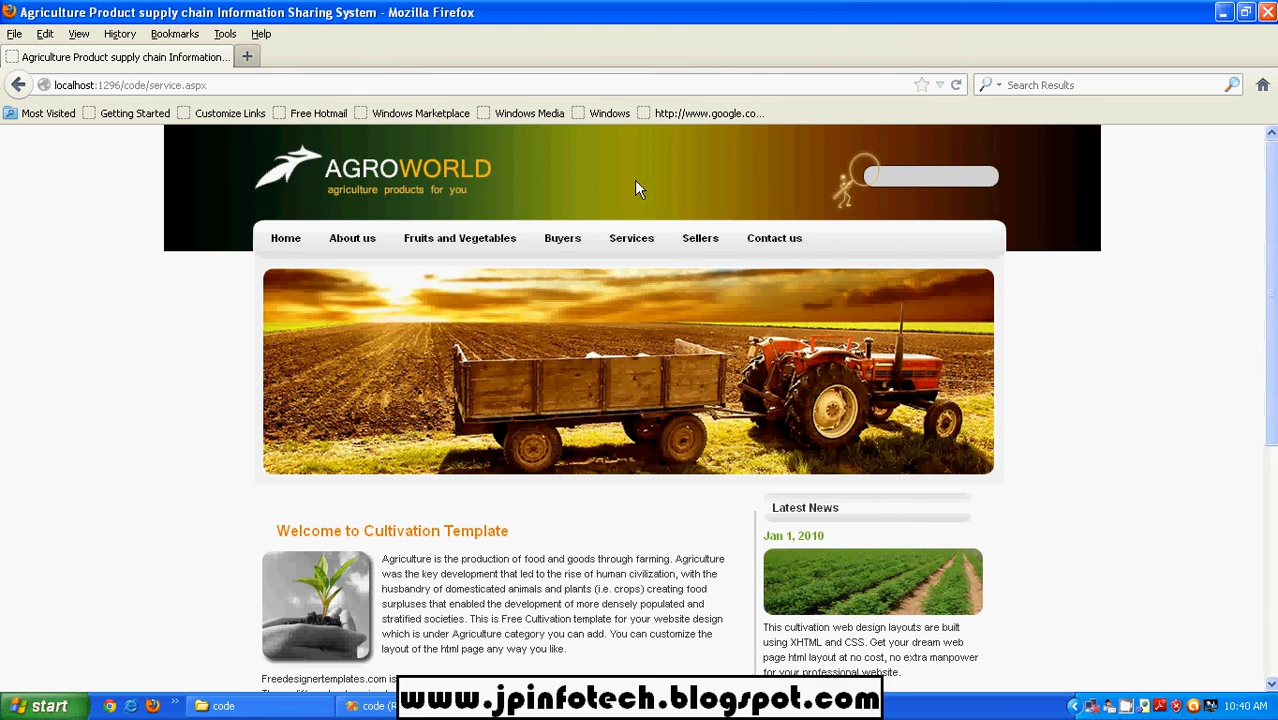 Agriculture Product supply chain Information Sharing System - Mozilla Firefox
File Edit View History Bookmarks Tools Help
Agriculture Product supply chain Information... +
localhost:1296/code/service.aspx
Search Results
Most Visited Getting Started Customize Links Free Hotmail Windows Marketplace Windows Media Windows http://www.google.co...
AGROWORLD
agriculture products for you
Home About us Fruits and Vegetables Buyers Services Sellers Contact us
Welcome to Cultivation Template
Agriculture is the production of food and goods through farming. Agriculture
was the key development that led to the rise of human civilization, with the
husbandry of domesticated animals and plants (i.e. crops) creating food
surpluses that enabled the development of more densely populated and
stratified societies. This is Free Cultivation template for your website design
which is under Agriculture category you can add. You can customize the
layout of the html page any way you like.
Freedesignertemplates.com is
Latest News
Jan 1, 2010
This cultivation web design layouts are built
using XHTML and CSS. Get your dream web
page html layout at no cost, no extra manpower
for your professional website.
www.jpinfotech.blogspot.com
start code code (R 10:40 AM